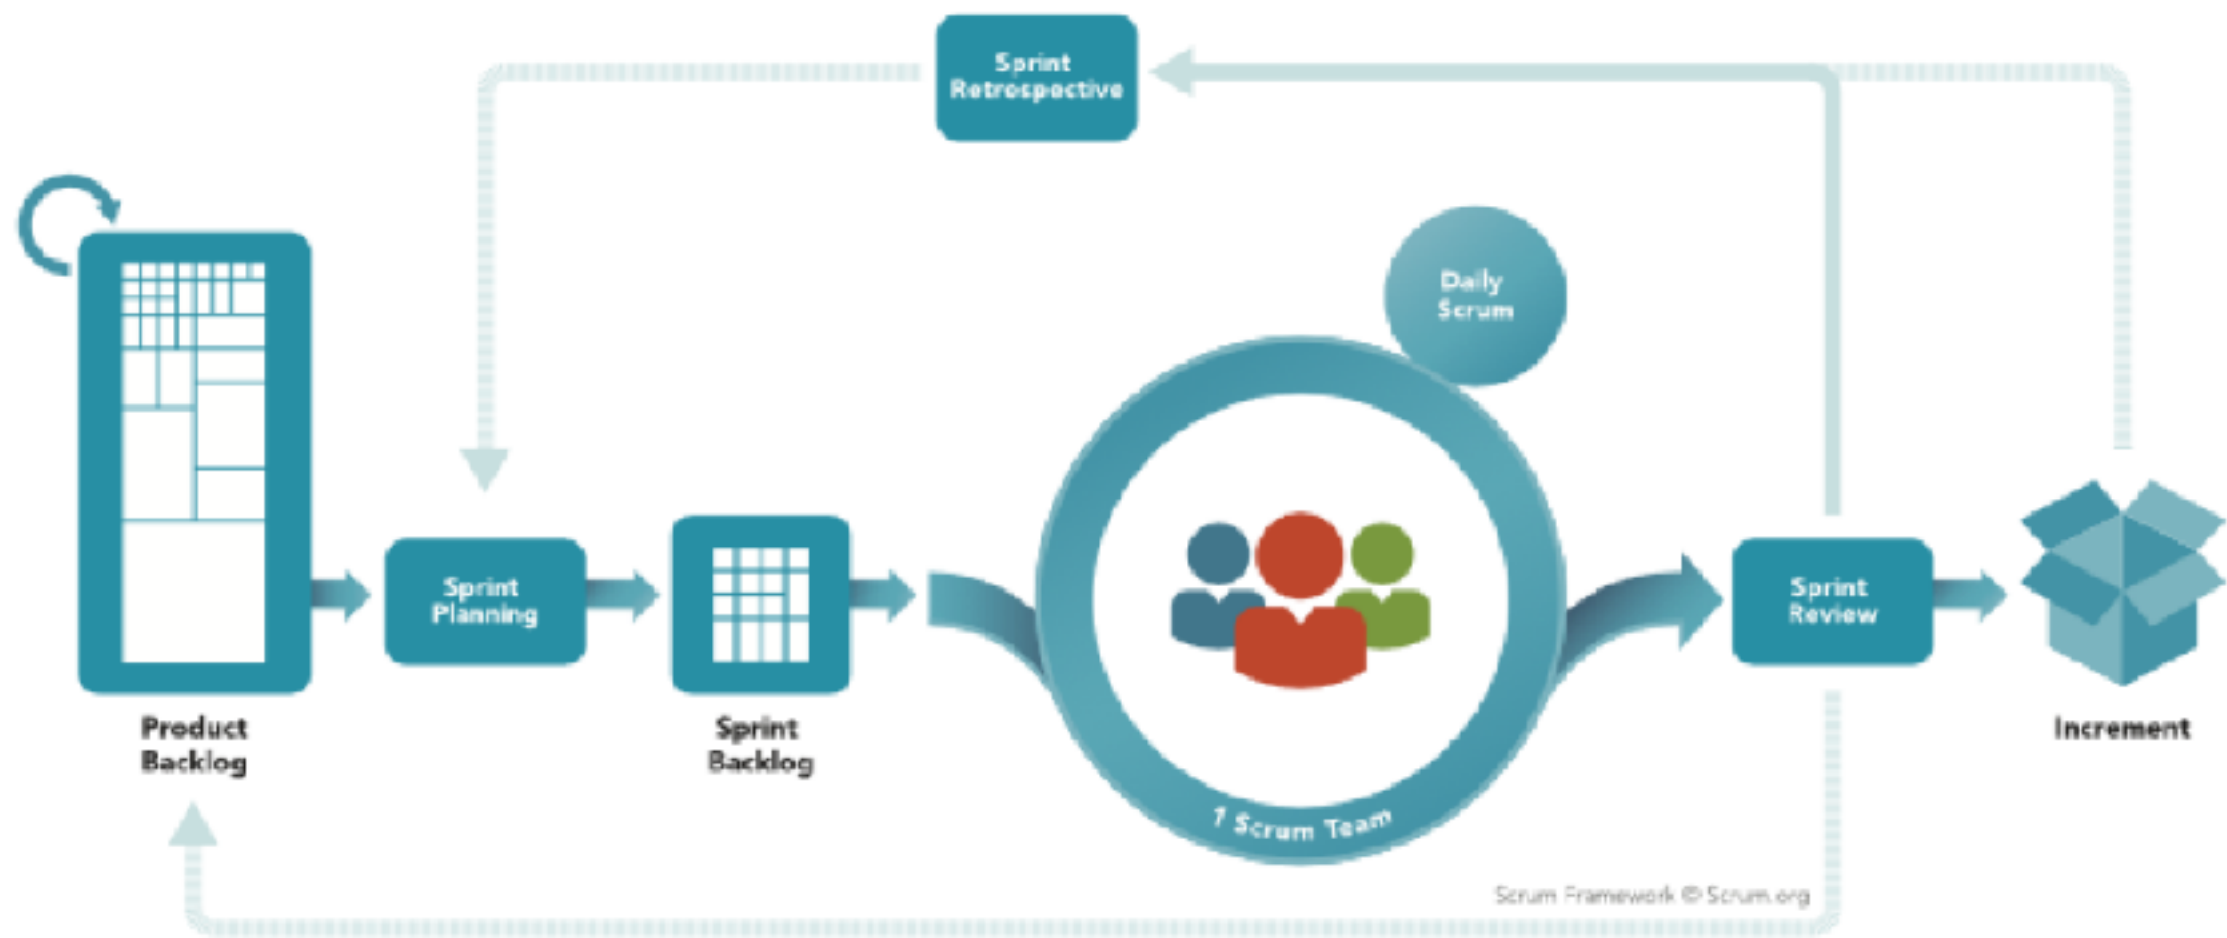 Sprint
Retrospective
Daily
Scrum
Sprint
Planning
Sprint
Review
Product
Backlog
Sprint
Backlog
Increment
1 Scrum Team
Scrum Framework © Scrum.org